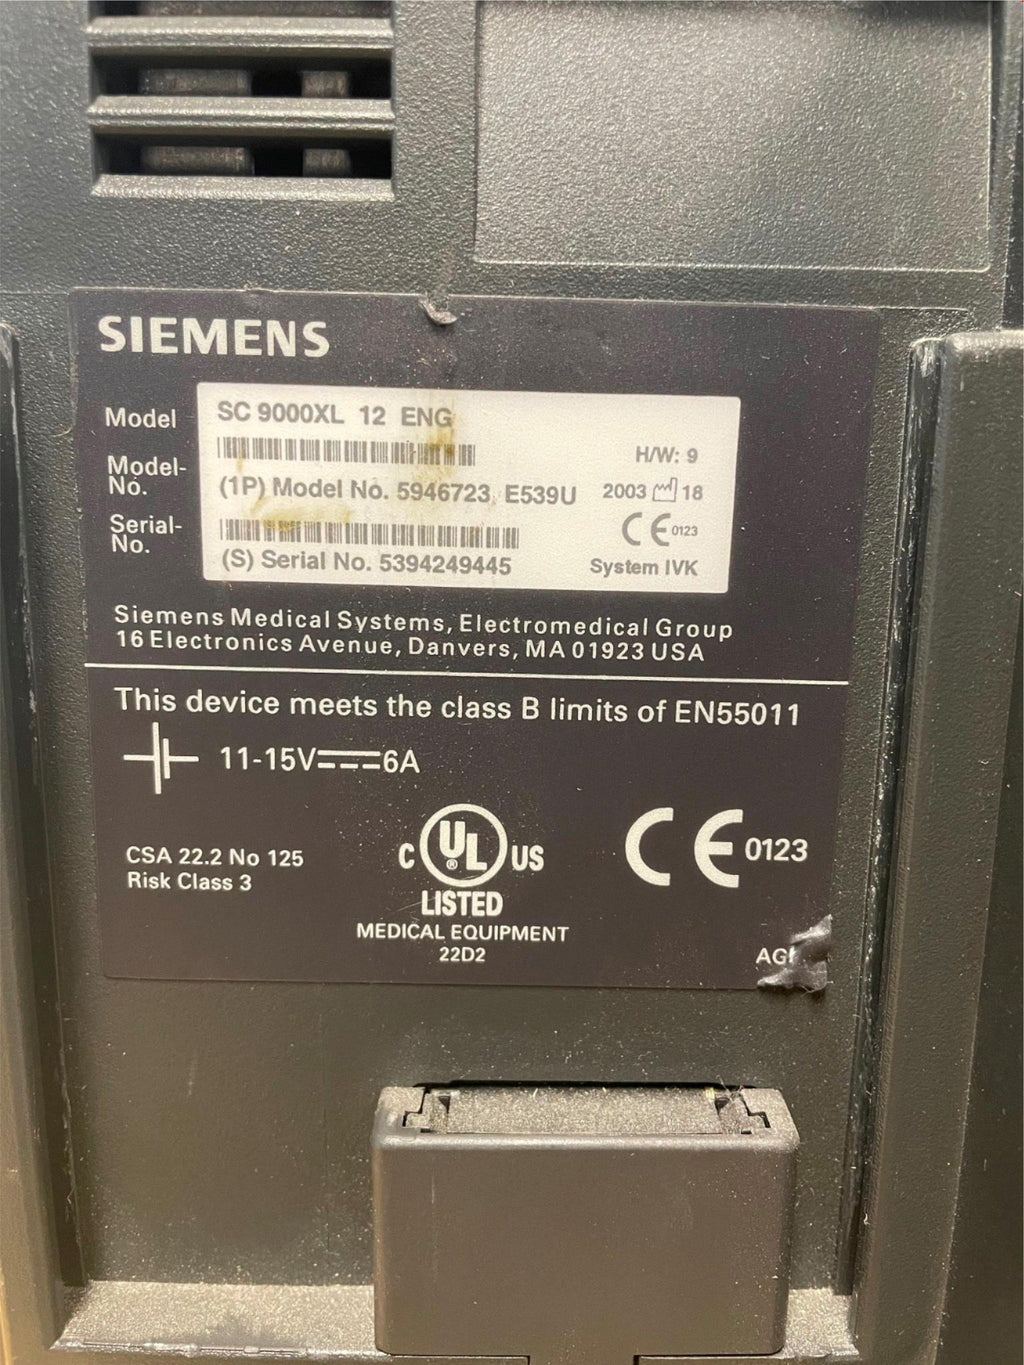 SIEMENS
Model SC 9000XL 12 ENG
H/W: 9
Model-No. (1P) Model No. 5946723 E539U 2003 18
CE 0123
Serial-No. (S) Serial No. 5394249445 System IVK
Siemens Medical Systems, Electromedical Group
16 Electronics Avenue, Danvers, MA 01923 USA
This device meets the class B limits of EN55011
11-15V 6A
CSA 22.2 No 125
Risk Class 3
C UL ® US
LISTED
MEDICAL EQUIPMENT
22D2
CE 0123